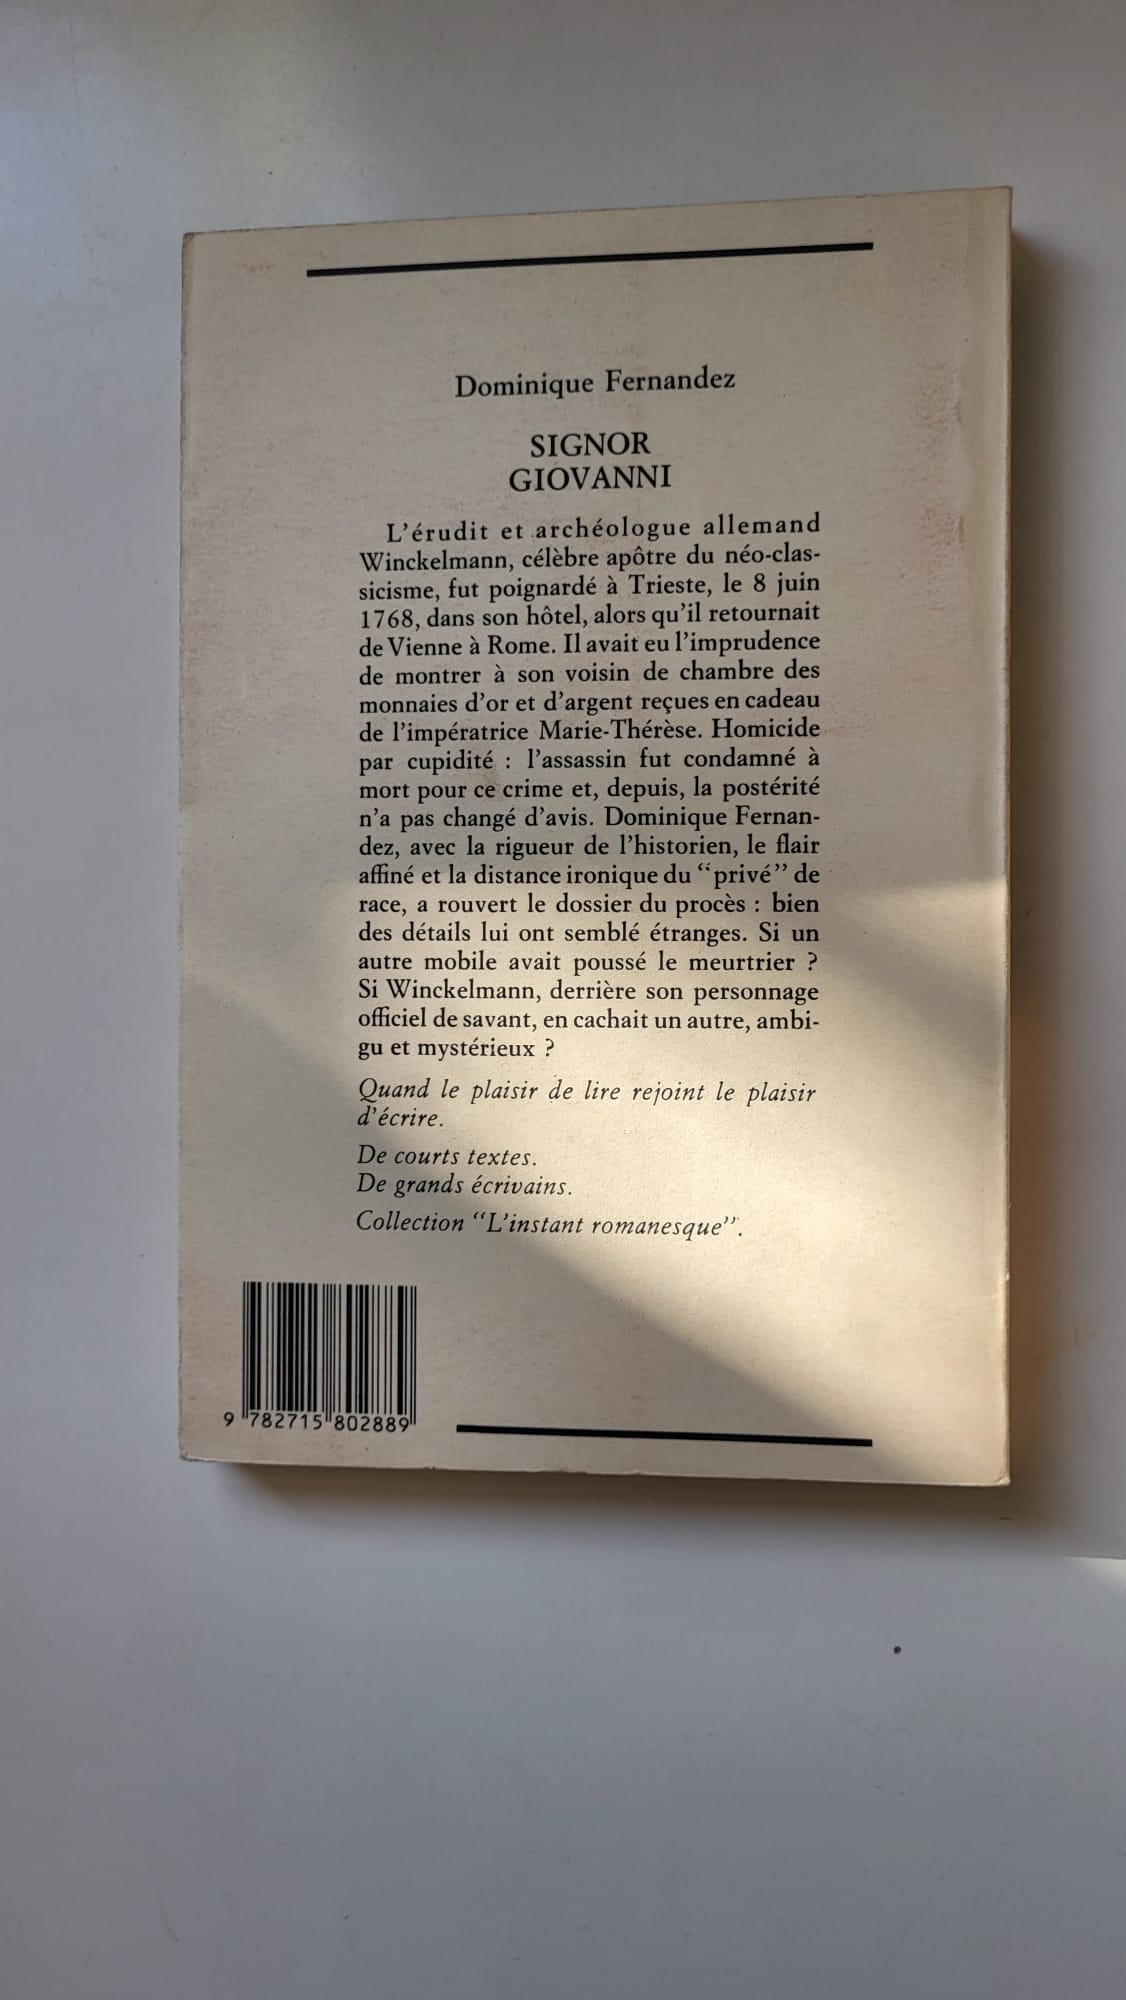 Dominique Fernandez
SIGNOR
GIOVANNI
L'érudit et archéologue allemand
Winckelmann, célèbre apôtre du néo-clas-
sicisme, fut poignardé à Trieste, le 8 juin
1768, dans son hôtel, alors qu'il retournait
de Vienne à Rome. Il avait eu l'imprudence
de montrer à son voisin de chambre des
monnaies d'or et d'argent reçues en cadeau
de l'impératrice Marie-Thérèse. Homicide
par cupidité : l'assassin fut condamné à
mort pour ce crime et, depuis, la postérité
n'a pas changé d'avis. Dominique Fernan-
dez, avec la rigueur de l'historien, le flair
affiné et la distance ironique du “privé” de
race, a rouvert le dossier du procès : bien
des détails lui ont semblé étranges. Si un
autre mobile avait poussé le meurtrier ?
Si Winckelmann, derrière son personnage
officiel de savant, en cachait un autre, ambi-
gu et mystérieux ?
Quand le plaisir de lire rejoint le plaisir
d'écrire.
De courts textes.
De grands écrivains.
Collection “L'instant romanesque”.
9 782715 802889